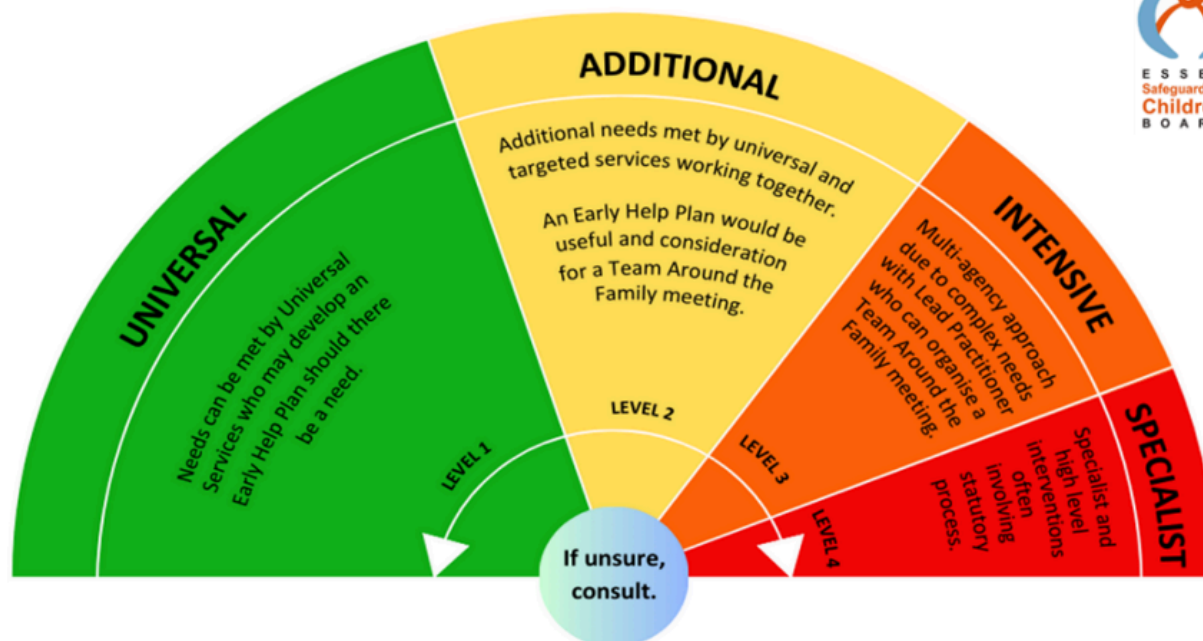 UNIVERSAL
Needs can be met by Universal
Services who may develop an
Early Help Plan should there
be a need.
LEVEL 1
ADDITIONAL
Additional needs met by universal and
targeted services working together.
An Early Help Plan would be
useful and consideration
for a Team Around the
Family meeting.
LEVEL 2
INTENSIVE
Multi-agency approach
due to complex needs
with Lead Practitioner
who can organise a
Team Around the
Family meeting.
LEVEL 3
SPECIALIST
Specialist and
high level
interventions
often
involving
statutory
process.
LEVEL 4
If unsure,
consult.